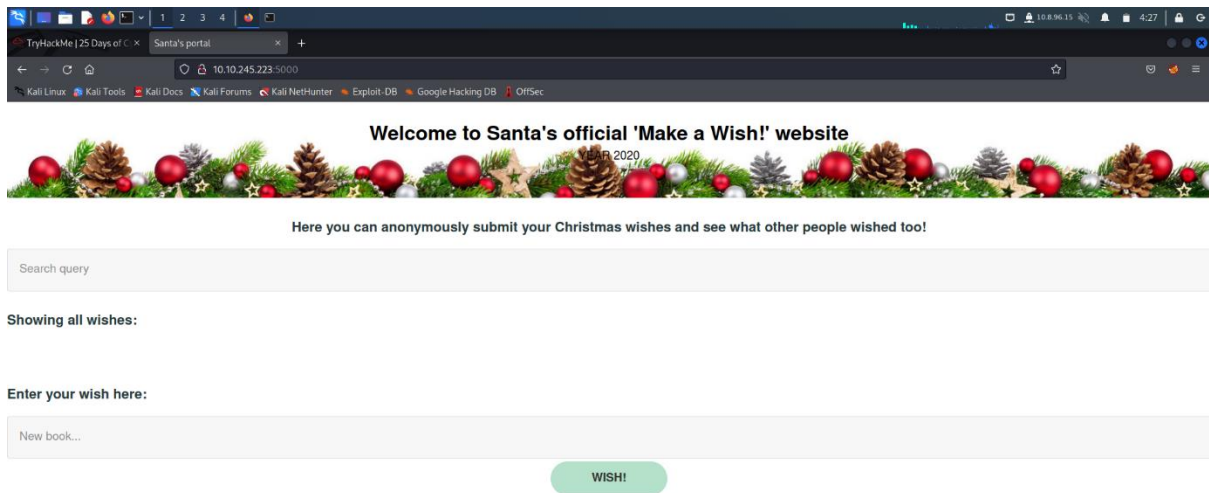 1 2 3 4
10.8.96.15
4:27
TryHackMe | 25 Days of C
Santa's portal
10.10.245.223:5000
Kali Linux Kali Tools Kali Docs Kali Forums Kali NetHunter Exploit-DB Google Hacking DB OffSec
Welcome to Santa's official 'Make a Wish!' website
YEAR 2020
Here you can anonymously submit your Christmas wishes and see what other people wished too!
Search query
Showing all wishes:
Enter your wish here:
New book...
WISH!